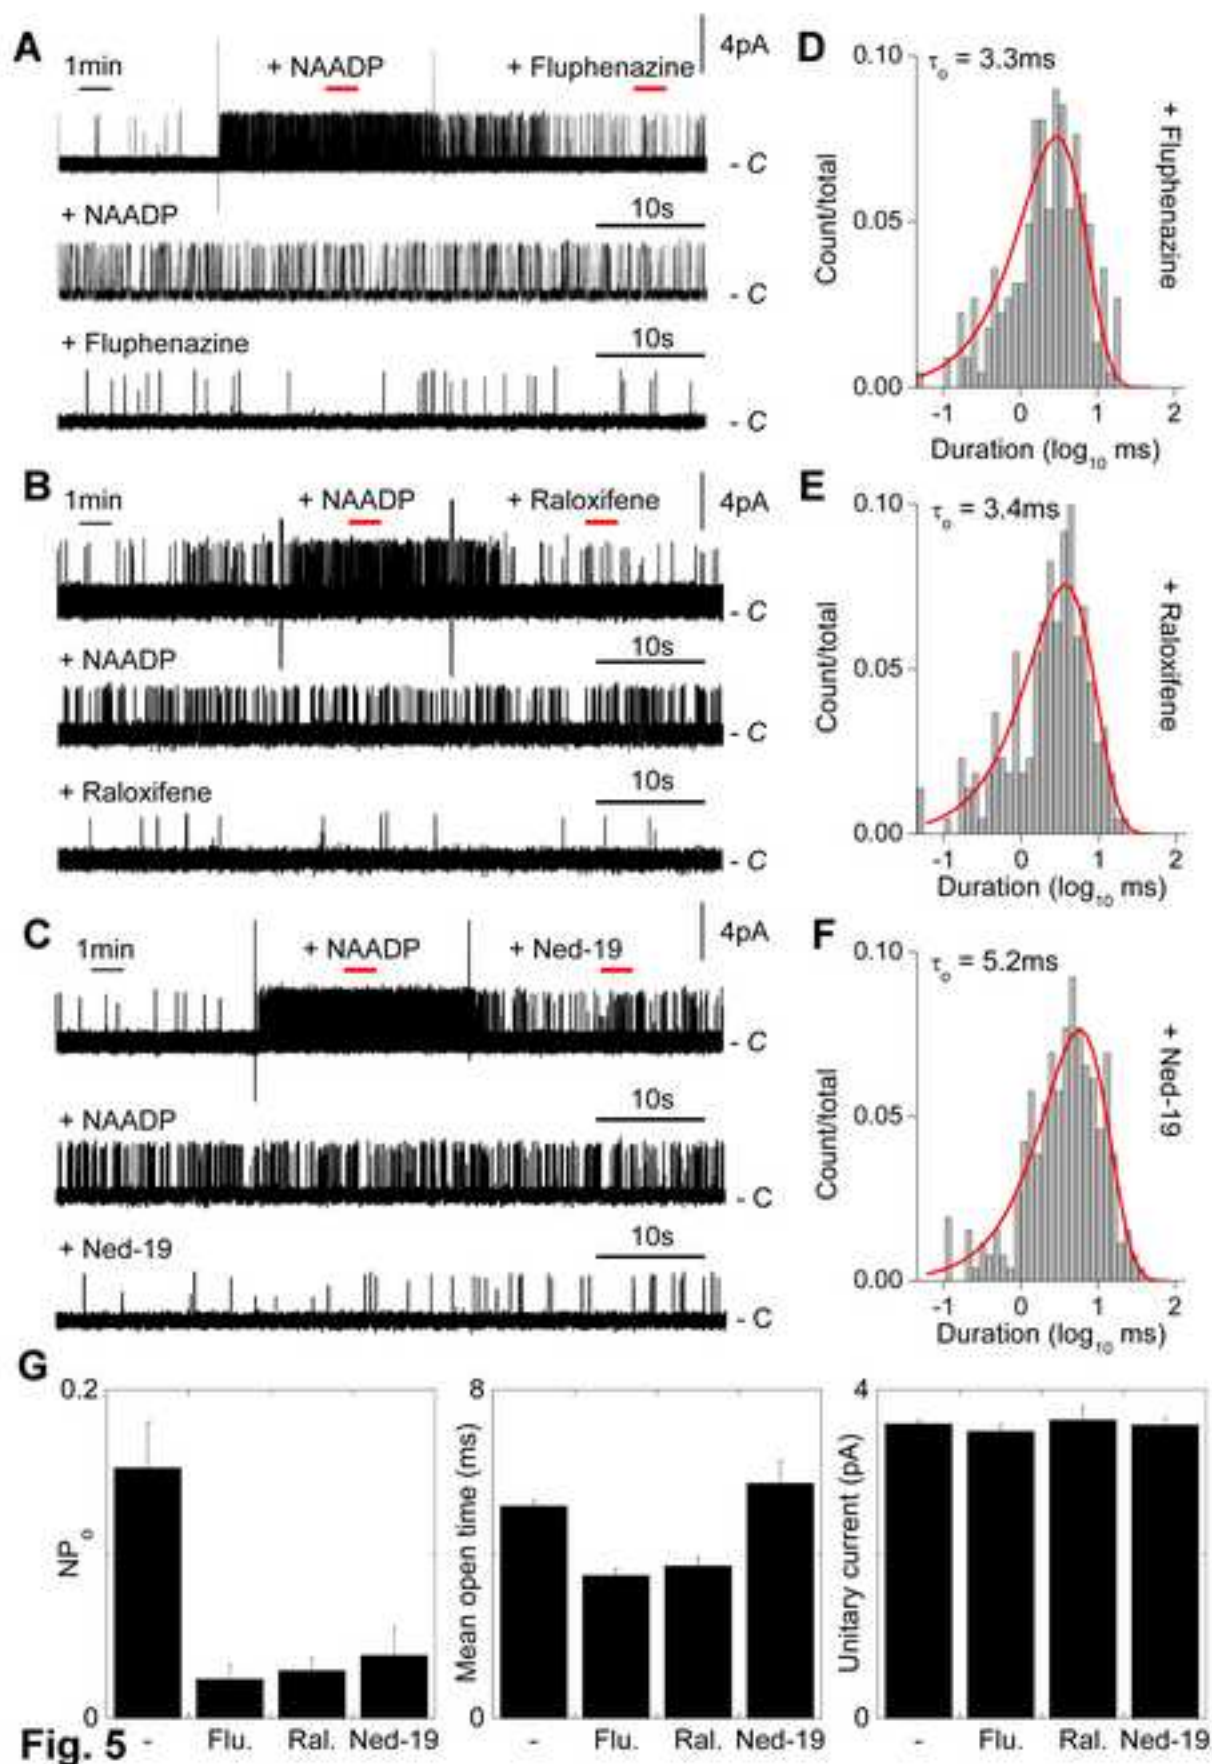 A
1min
+ NAADP
+ Fluphenazine
4pA
- C
+ NAADP
10s
- C
+ Fluphenazine
10s
- C
D
0.10
τo = 3.3ms
0.05
0.00
Count/total
-1 0 1 2
Duration (log10 ms)
+ Fluphenazine
B
1min
+ NAADP
+ Raloxifene
4pA
- C
+ NAADP
10s
- C
+ Raloxifene
10s
- C
E
0.10
τo = 3.4ms
0.05
0.00
Count/total
-1 0 1 2
Duration (log10 ms)
+ Raloxifene
C
1min
+ NAADP
+ Ned-19
4pA
- C
+ NAADP
10s
- C
+ Ned-19
10s
- C
F
0.10
τo = 5.2ms
0.05
0.00
Count/total
-1 0 1 2
Duration (log10 ms)
+ Ned-19
G
0.2
NPo
0
- Flu. Ral. Ned-19
8
Mean open time (ms)
0
- Flu. Ral. Ned-19
4
Unitary current (pA)
0
- Flu. Ral. Ned-19
Fig. 5